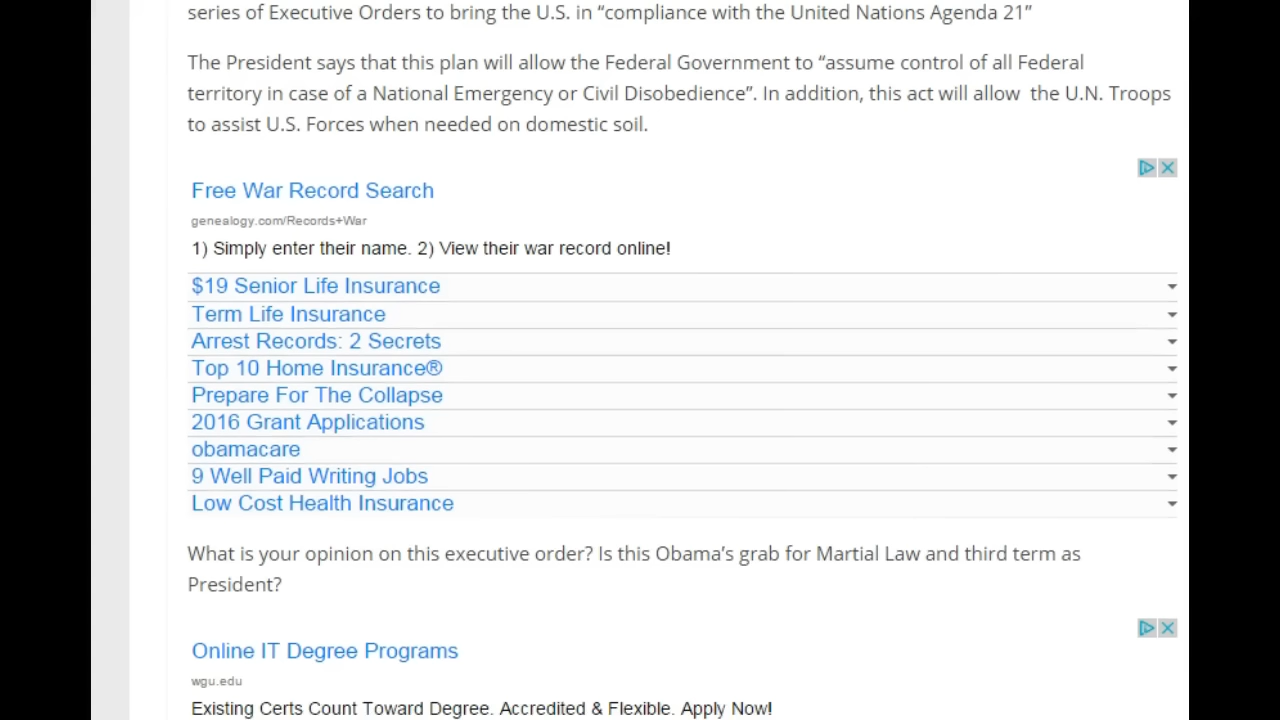 series of Executive Orders to bring the U.S. in “compliance with the United Nations Agenda 21”
The President says that this plan will allow the Federal Government to “assume control of all Federal
territory in case of a National Emergency or Civil Disobedience”. In addition, this act will allow the U.N. Troops
to assist U.S. Forces when needed on domestic soil.
Free War Record Search
genealogy.com/Records+War
1) Simply enter their name. 2) View their war record online!
$19 Senior Life Insurance
Term Life Insurance
Arrest Records: 2 Secrets
Top 10 Home Insurance®
Prepare For The Collapse
2016 Grant Applications
obamacare
9 Well Paid Writing Jobs
Low Cost Health Insurance
What is your opinion on this executive order? Is this Obama’s grab for Martial Law and third term as
President?
Online IT Degree Programs
wgu.edu
Existing Certs Count Toward Degree. Accredited & Flexible. Apply Now!